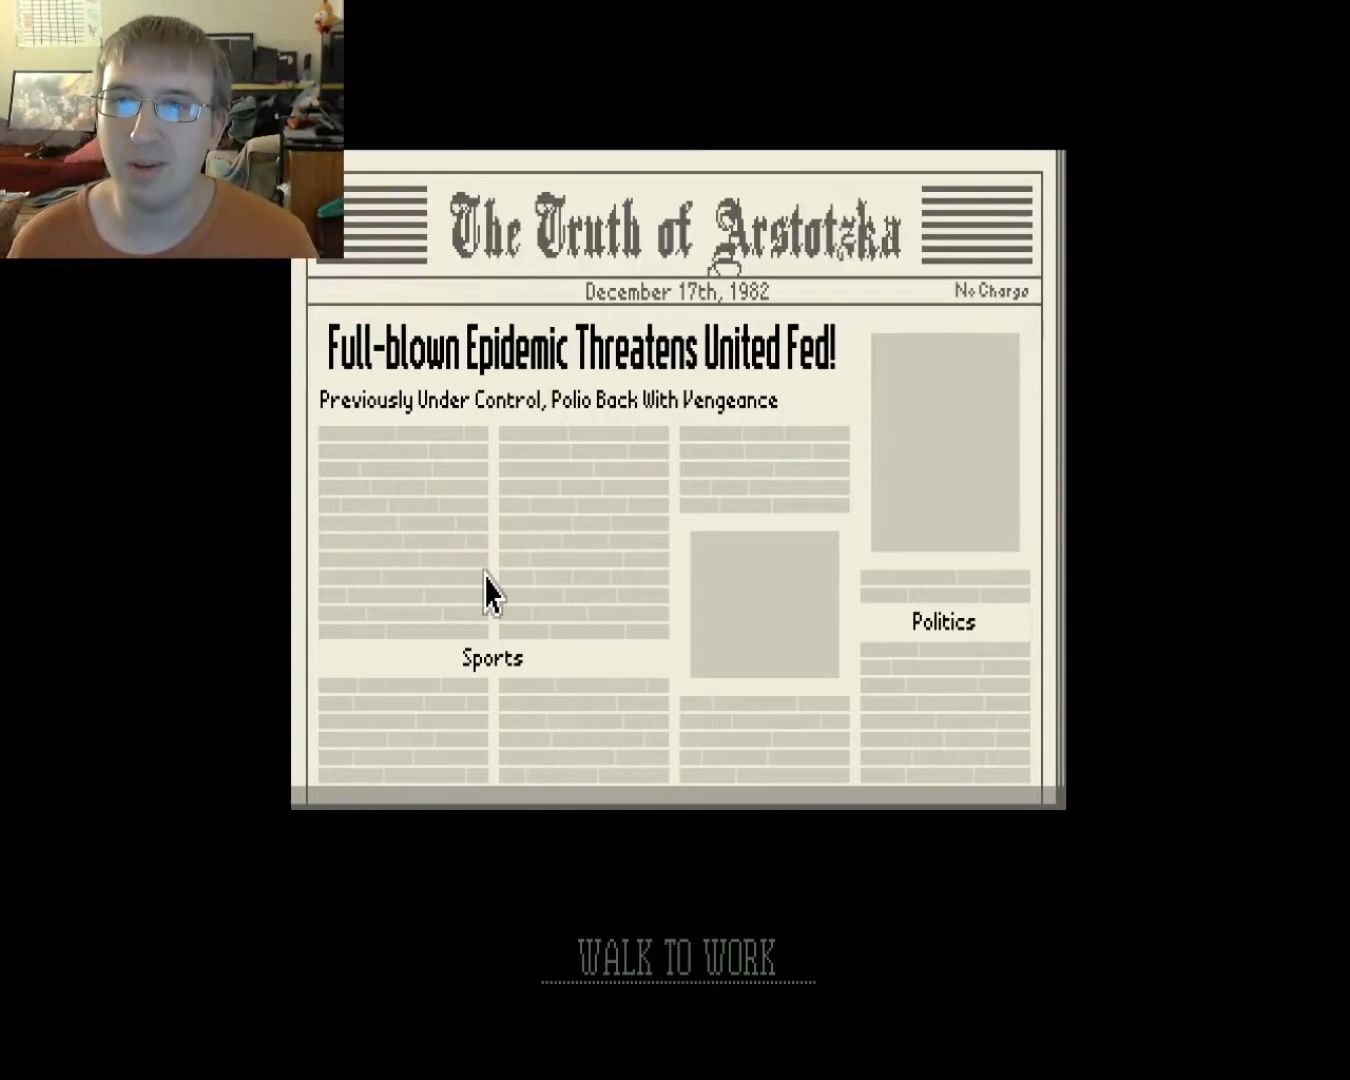 The Truth of Arstotzka
December 17th, 1982
No Charge
Full-blown Epidemic Threatens United Fed!
Previously Under Control, Polio Back With Vengeance
Politics
Sports
WALK TO WORK